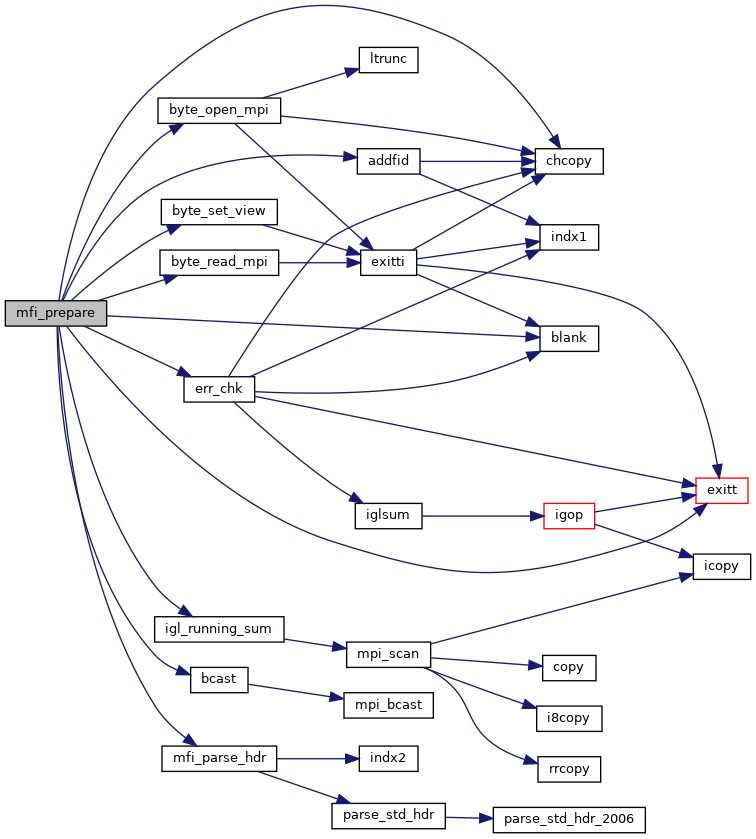 ltrunc
byte_open_mpi
addfid
chcopy
byte_set_view
indx1
byte_read_mpi
exitti
mfi_prepare
blank
err_chk
exitt
iglsum
igop
icopy
igl_running_sum
mpi_scan
copy
bcast
mpi_bcast
i8copy
mfi_parse_hdr
indx2
rrcopy
parse_std_hdr
parse_std_hdr_2006